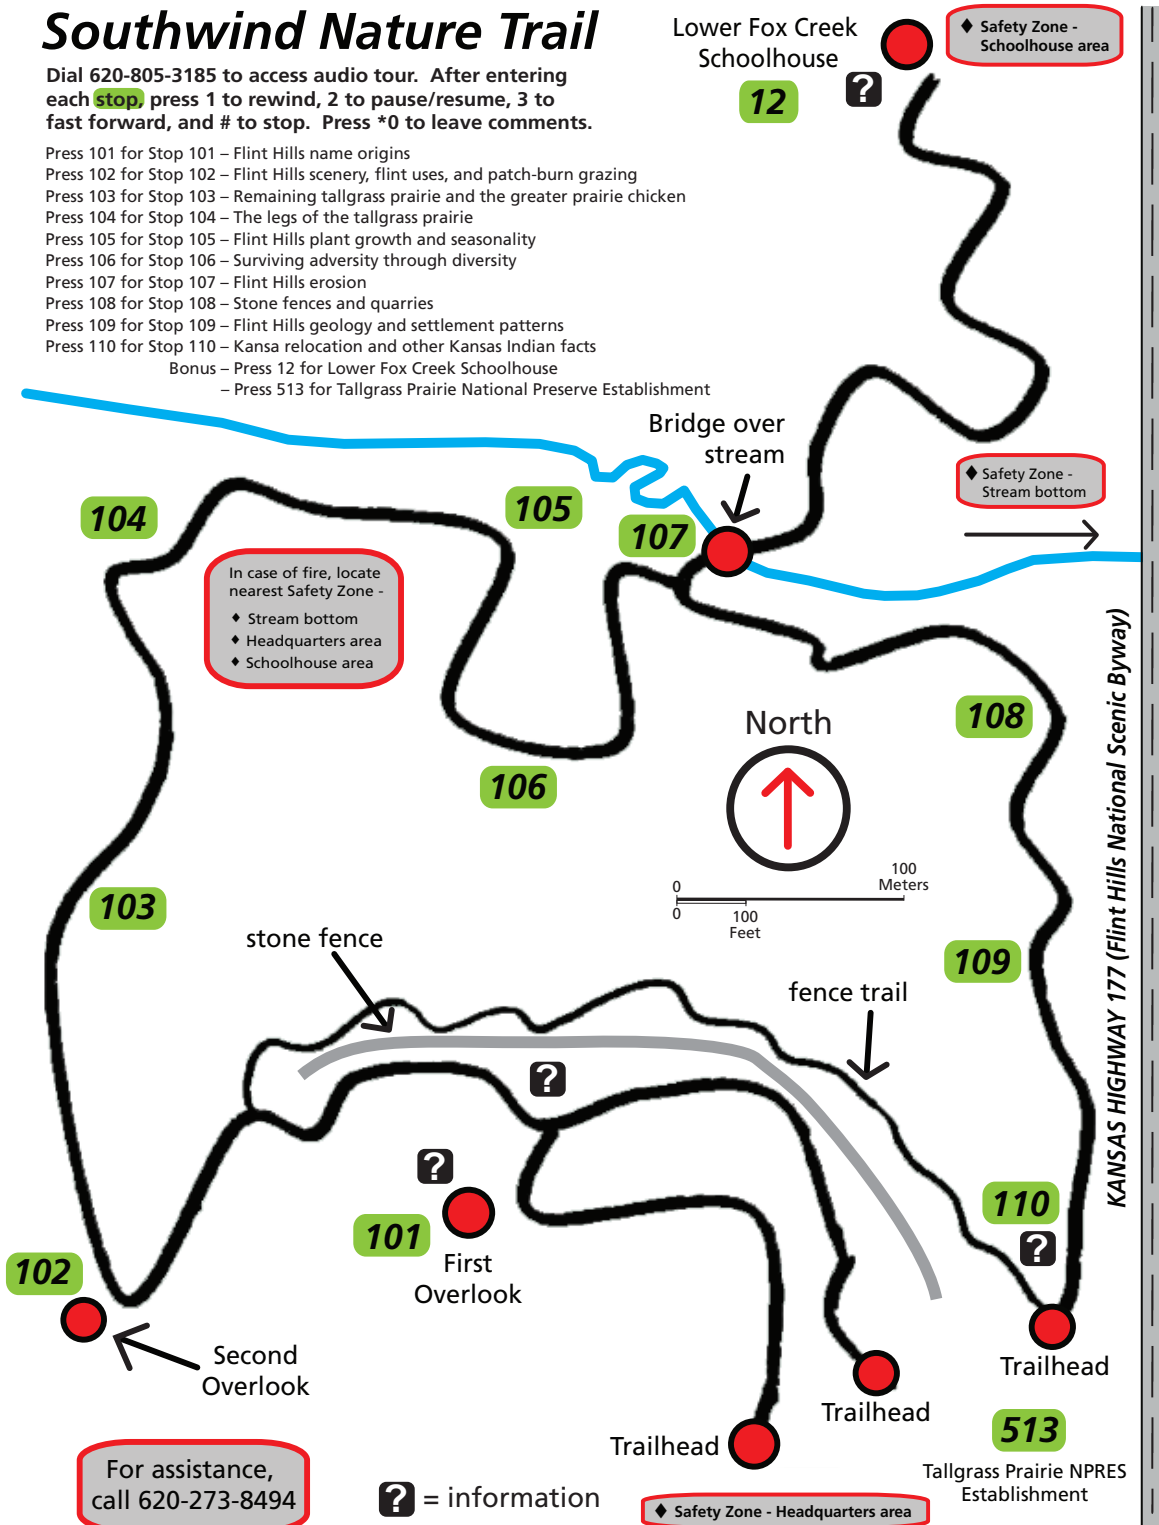 Southwind Nature Trail
Dial 620-805-3185 to access audio tour.  After entering
each stop, press 1 to rewind, 2 to pause/resume, 3 to
fast forward, and # to stop.  Press *0 to leave comments.
Press 101 for Stop 101 – Flint Hills name origins
Press 102 for Stop 102 – Flint Hills scenery, flint uses, and patch-burn grazing
Press 103 for Stop 103 – Remaining tallgrass prairie and the greater prairie chicken
Press 104 for Stop 104 – The legs of the tallgrass prairie
Press 105 for Stop 105 – Flint Hills plant growth and seasonality
Press 106 for Stop 106 – Surviving adversity through diversity
Press 107 for Stop 107 – Flint Hills erosion
Press 108 for Stop 108 – Stone fences and quarries
Press 109 for Stop 109 – Flint Hills geology and settlement patterns
Press 110 for Stop 110 – Kansa relocation and other Kansas Indian facts
Bonus – Press 12 for Lower Fox Creek Schoolhouse
– Press 513 for Tallgrass Prairie National Preserve Establishment
Lower Fox Creek
Schoolhouse
12
?
♦ Safety Zone -
Schoolhouse area
Bridge over
stream
♦ Safety Zone -
Stream bottom
104
105
107
In case of fire, locate
nearest Safety Zone -
♦ Stream bottom
♦ Headquarters area
♦ Schoolhouse area
KANSAS HIGHWAY 177 (Flint Hills National Scenic Byway)
108
North
106
0
100
Meters
0
100
Feet
103
stone fence
109
fence trail
?
?
101
First
Overlook
110
?
102
Second
Overlook
Trailhead
Trailhead
Trailhead
513
Tallgrass Prairie NPRES
Establishment
For assistance,
call 620-273-8494
? = information
♦ Safety Zone - Headquarters area